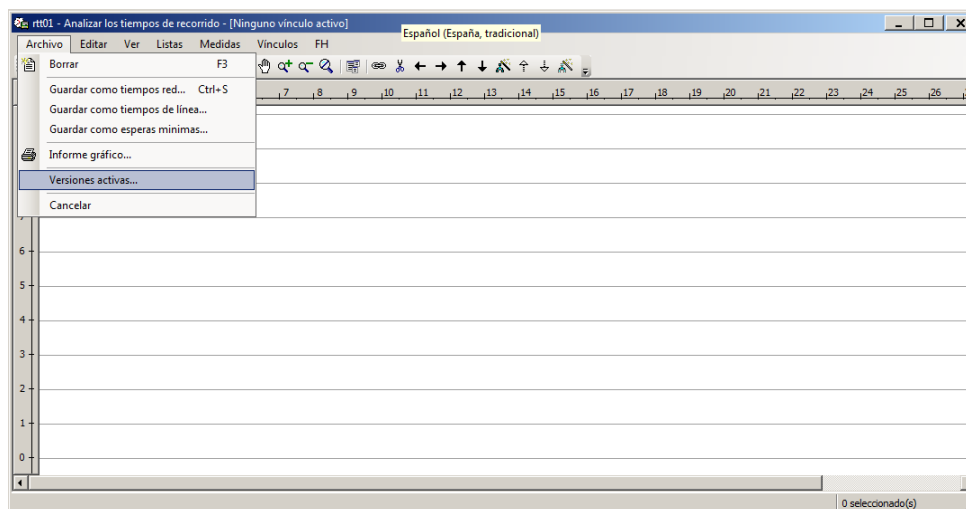 rtt01 - Analizar los tiempos de recorrido - [Ninguno vínculo activo]
Español (España, tradicional)
Archivo Editar Ver Listas Medidas Vínculos FH
Borrar F3
Guardar como tiempos red... Ctrl+S
Guardar como tiempos de línea...
Guardar como esperas minimas...
Informe gráfico...
Versiones activas...
Cancelar
7 8 9 10 11 12 13 14 15 16 17 18 19 20 21 22 23 24 25 26
6
5
4
3
2
1
0
0 seleccionado(s)